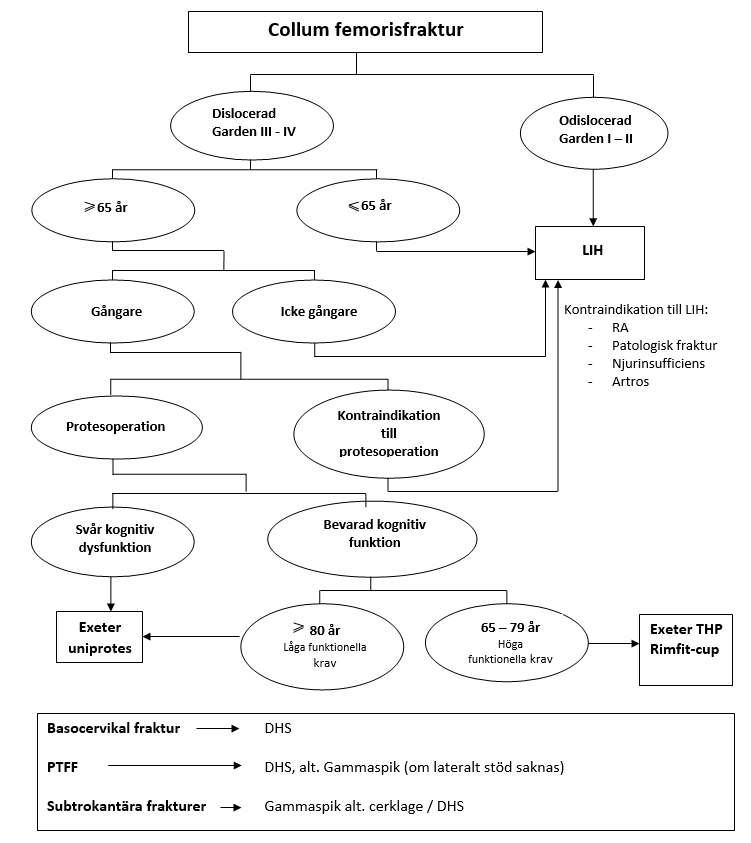 Collum femorisfraktur
Dislocerad
Garden III - IV
Odislocerad
Garden I – II
⩾65 år
⩽65 år
LIH
Gångare
Icke gångare
Kontraindikation till LIH:
- RA
- Patologisk fraktur
- Njurinsufficiens
- Artros
Protesoperation
Kontraindikation
till
protesoperation
Svår kognitiv
dysfunktion
Bevarad kognitiv
funktion
Exeter
uniprotes
⩾ 80 år
Låga funktionella
krav
65 – 79 år
Höga
funktionella krav
Exeter THP
Rimfit-cup
Basocervikal fraktur DHS
PTFF DHS, alt. Gammaspik (om lateralt stöd saknas)
Subtrokantära frakturer Gammaspik alt. cerklage / DHS